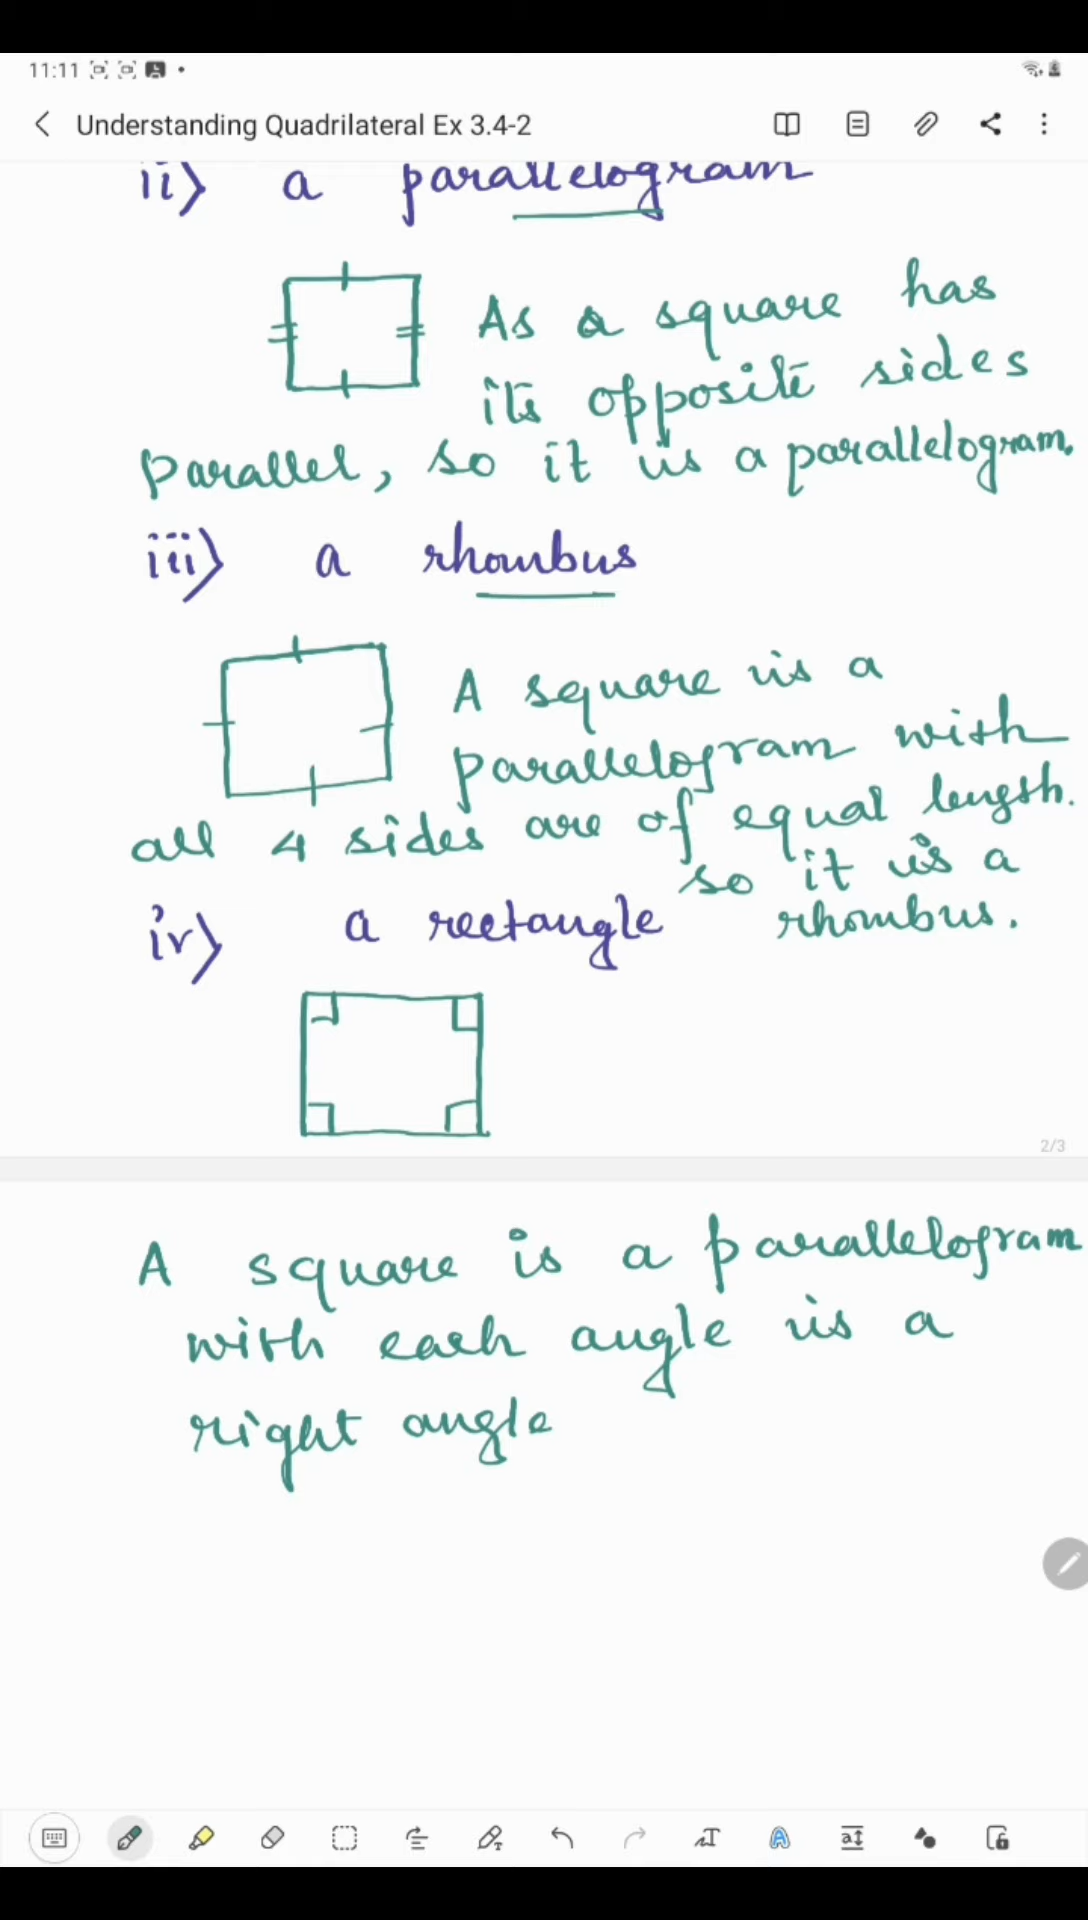 11:11
Understanding Quadrilateral Ex 3.4-2
ii) a parallelogram
As a square has
its opposite sides
parallel, so it is a parallelogram.
iii) a rhombus
A square is a
parallelogram with
all 4 sides are of equal length.
so it is a
iv) a rectangle rhombus.
2/3
A square is a parallelogram
with each angle is a
right angle